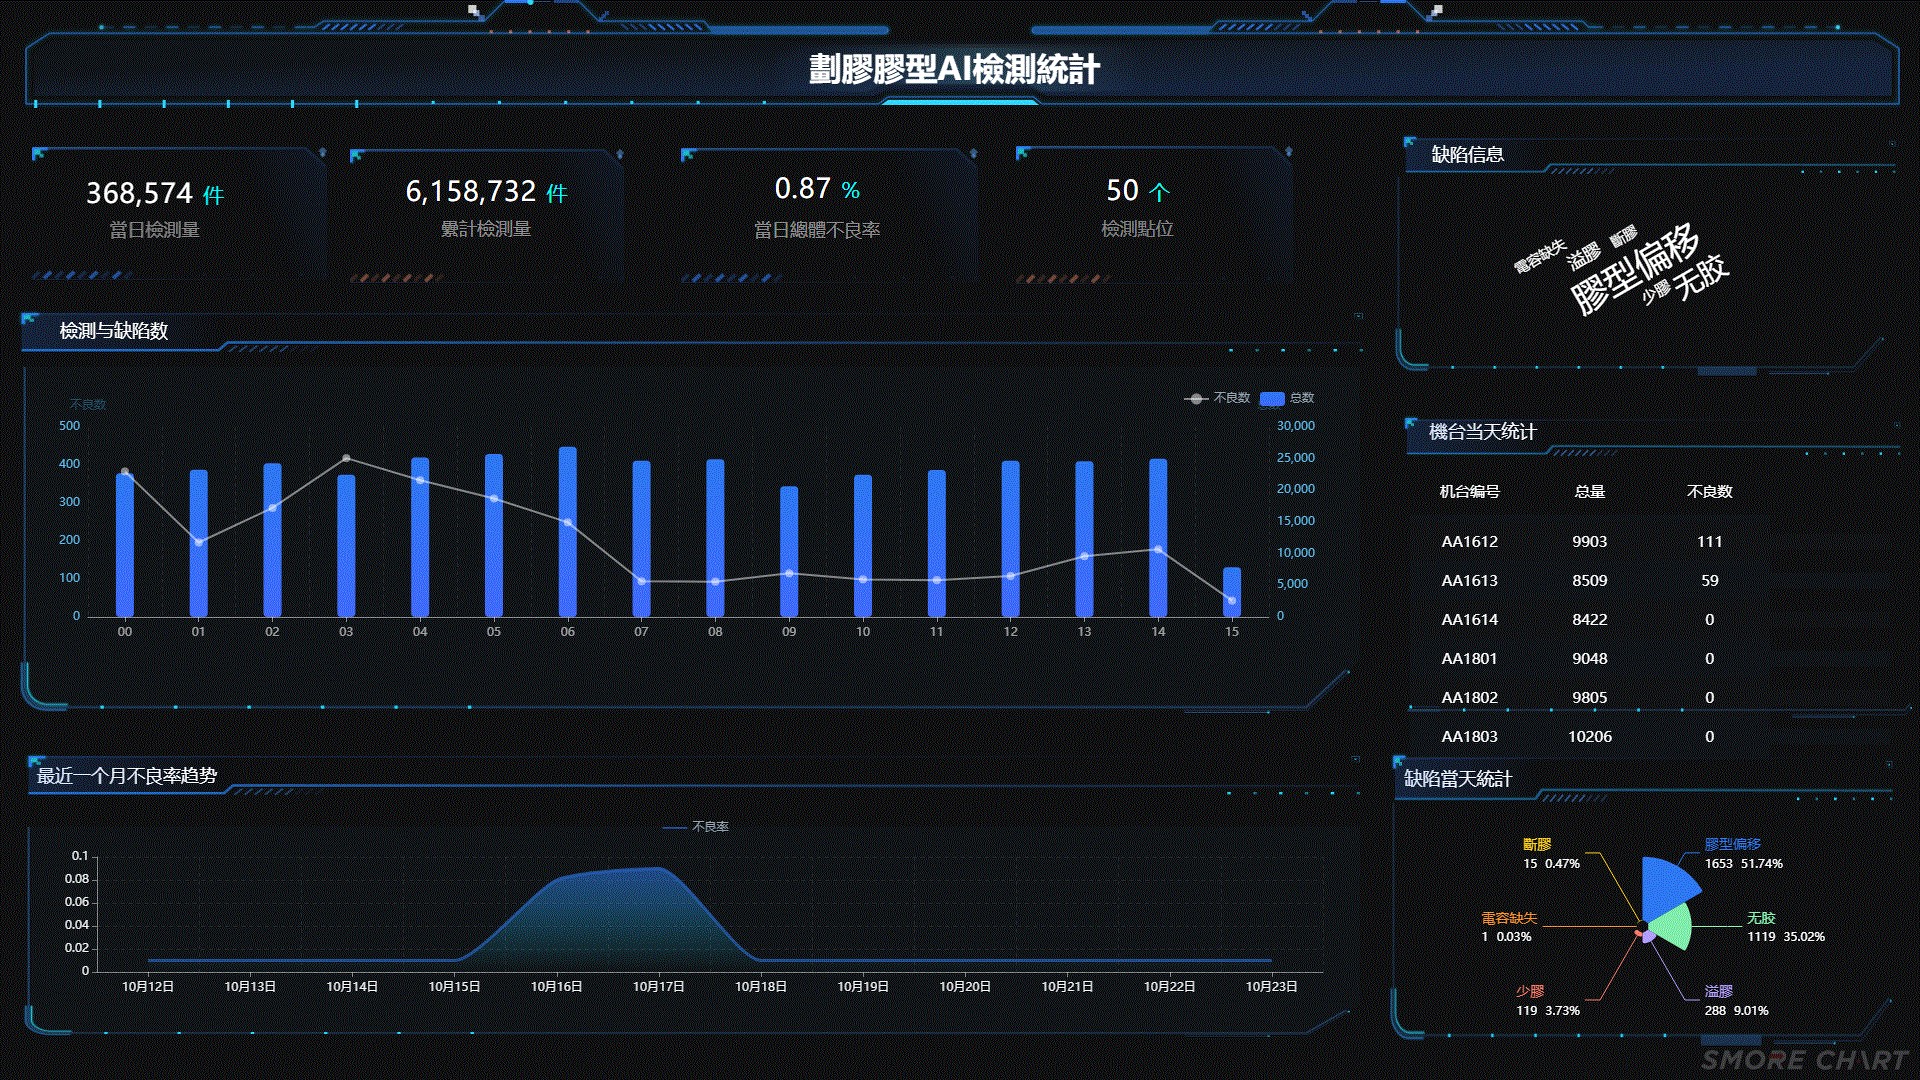 劃膠膠型AI檢測統計
368,574 件
當日檢測量
6,158,732 件
累計檢測量
0.87 %
當日總體不良率
50 个
檢測點位
缺陷信息
電容缺失
溢膠
斷膠
膠型偏移
少膠
无胶
檢測与缺陷数
不良数
不良数 总数
500
400
300
200
100
0
30,000
25,000
20,000
15,000
10,000
5,000
0
00 01 02 03 04 05 06 07 08 09 10 11 12 13 14 15
機台当天统计
机台编号 总量 不良数
AA1612 9903 111
AA1613 8509 59
AA1614 8422 0
AA1801 9048 0
AA1802 9805 0
AA1803 10206 0
最近一个月不良率趋势
不良率
0.1
0.08
0.06
0.04
0.02
0
10月12日 10月13日 10月14日 10月15日 10月16日 10月17日 10月18日 10月19日 10月20日 10月21日 10月22日 10月23日
缺陷當天統計
斷膠
15 0.47%
膠型偏移
1653 51.74%
電容缺失
1 0.03%
无胶
1119 35.02%
少膠
119 3.73%
溢膠
288 9.01%
SMORE CHART